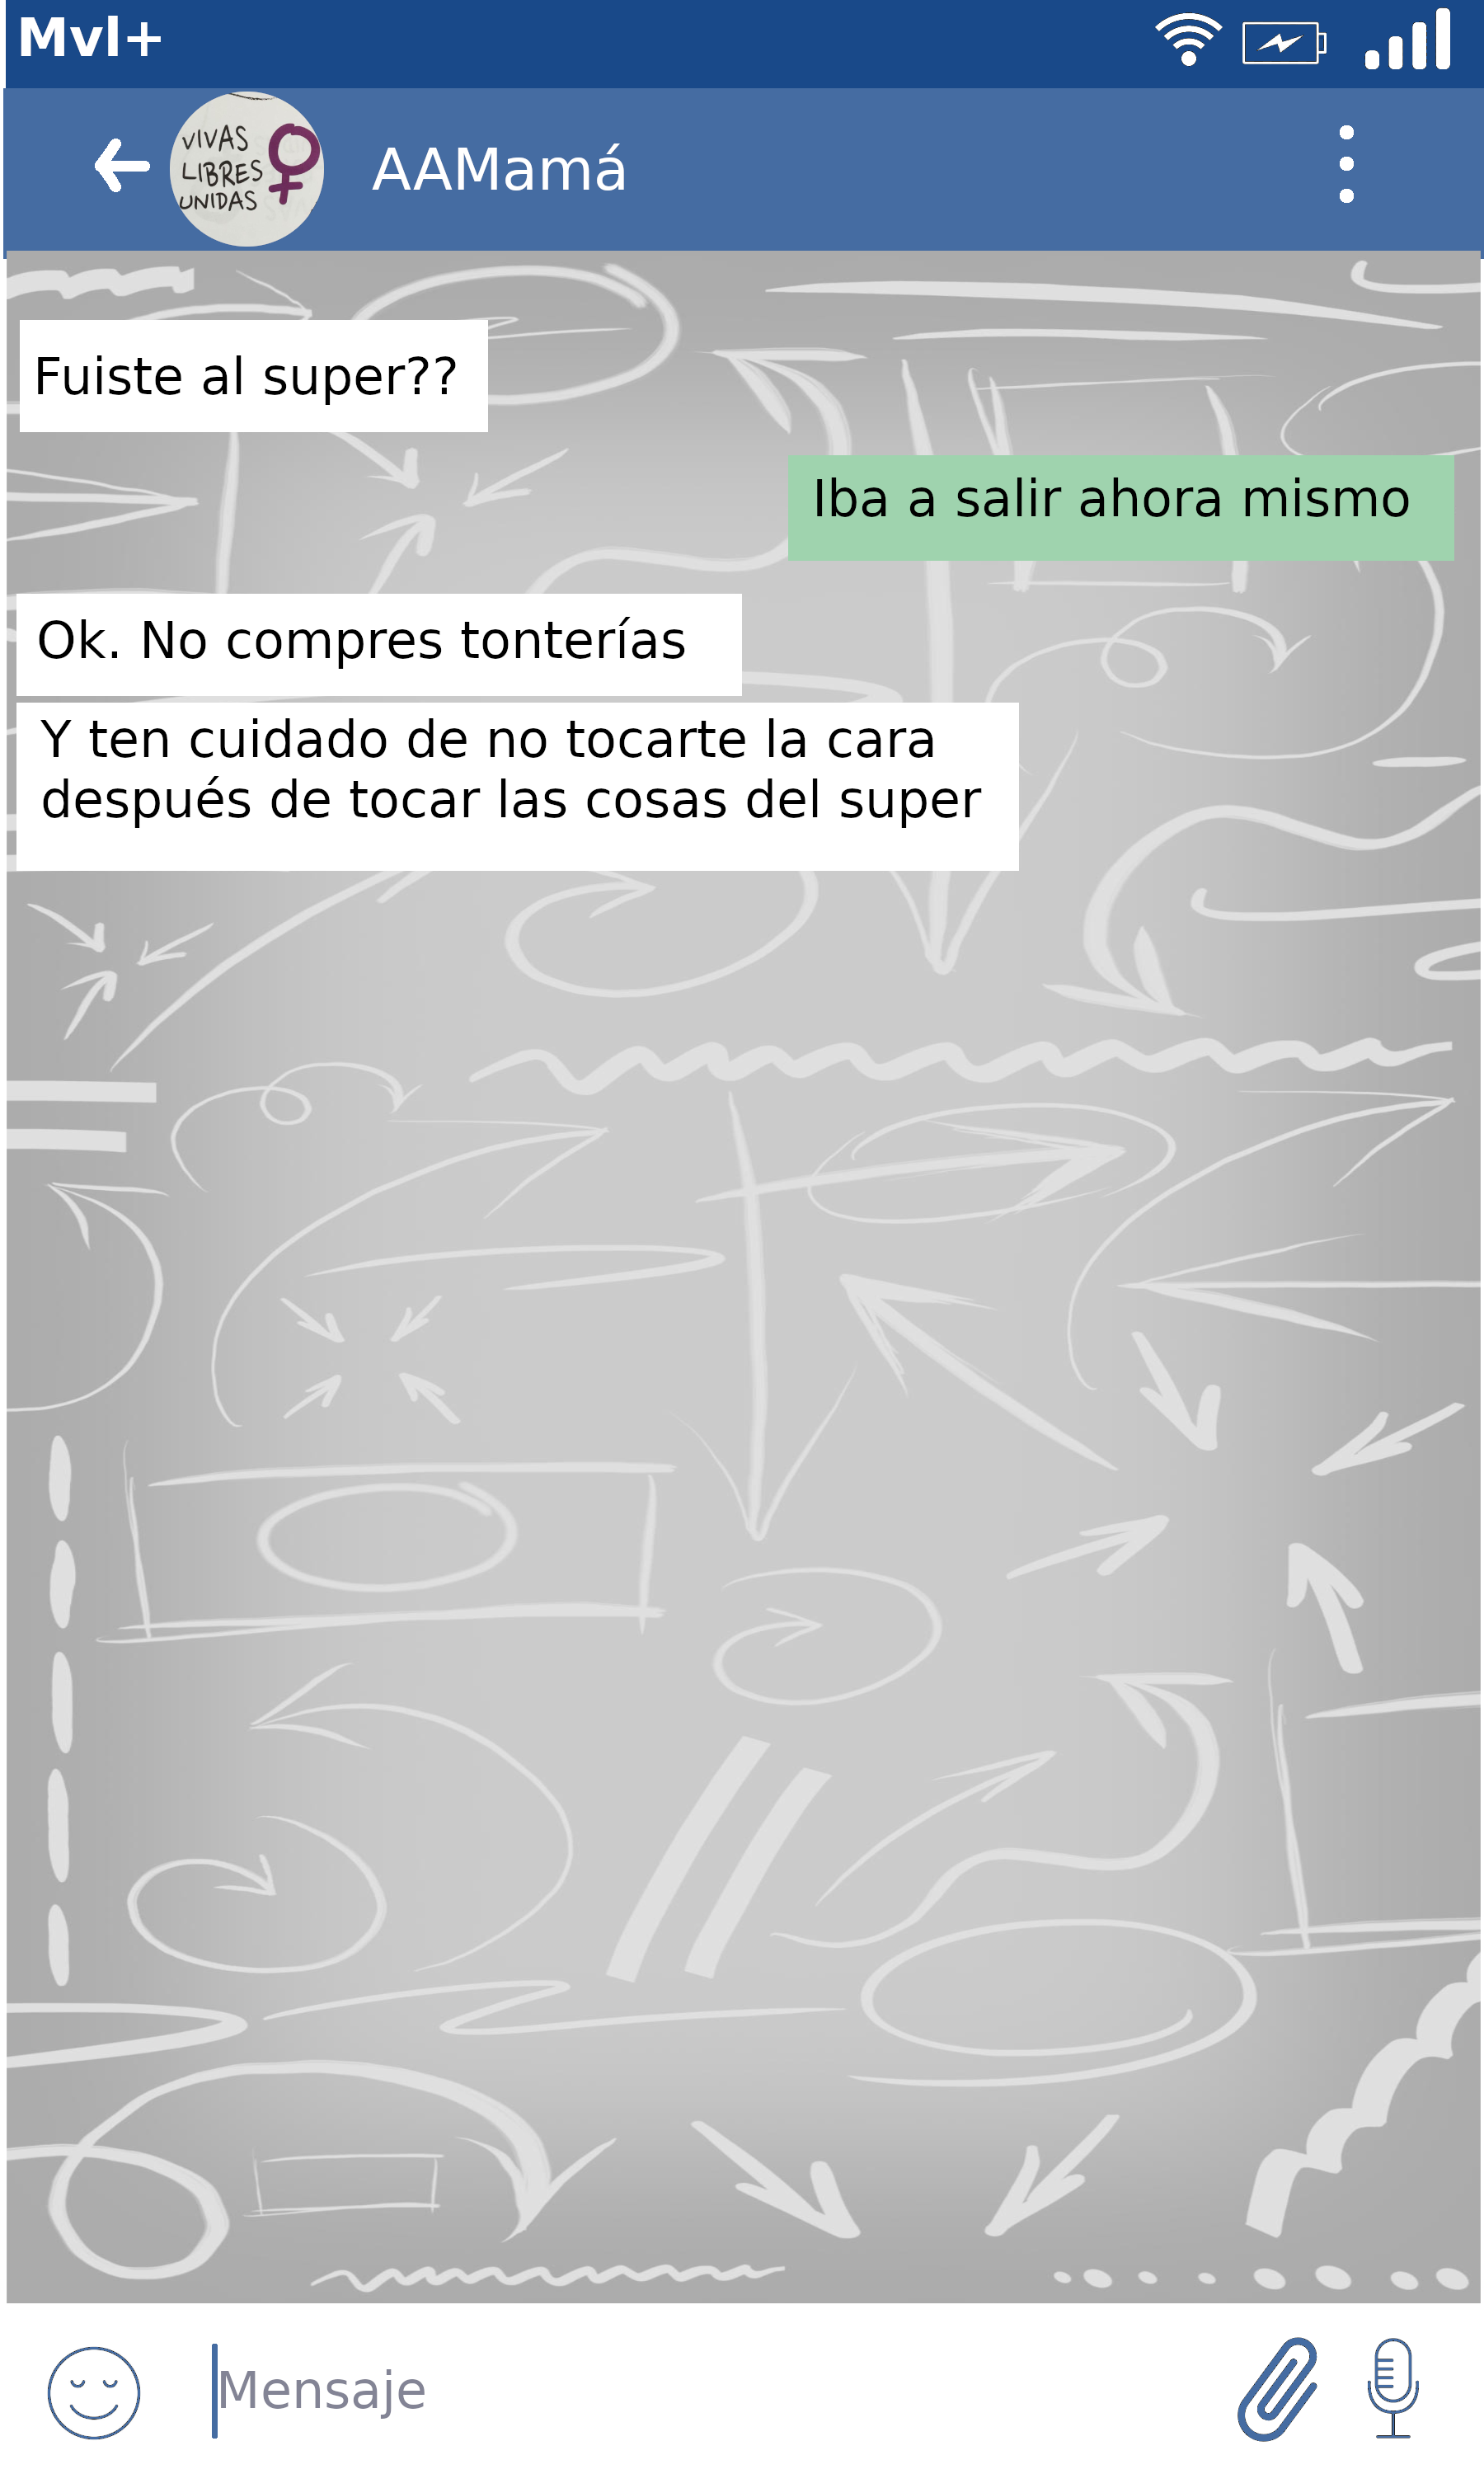 Mvl+
VIVAS
LIBRES
UNIDAS
AAMamá
Fuiste al super??
Iba a salir ahora mismo
Ok. No compres tonterías
Y ten cuidado de no tocarte la cara
después de tocar las cosas del super
Mensaje